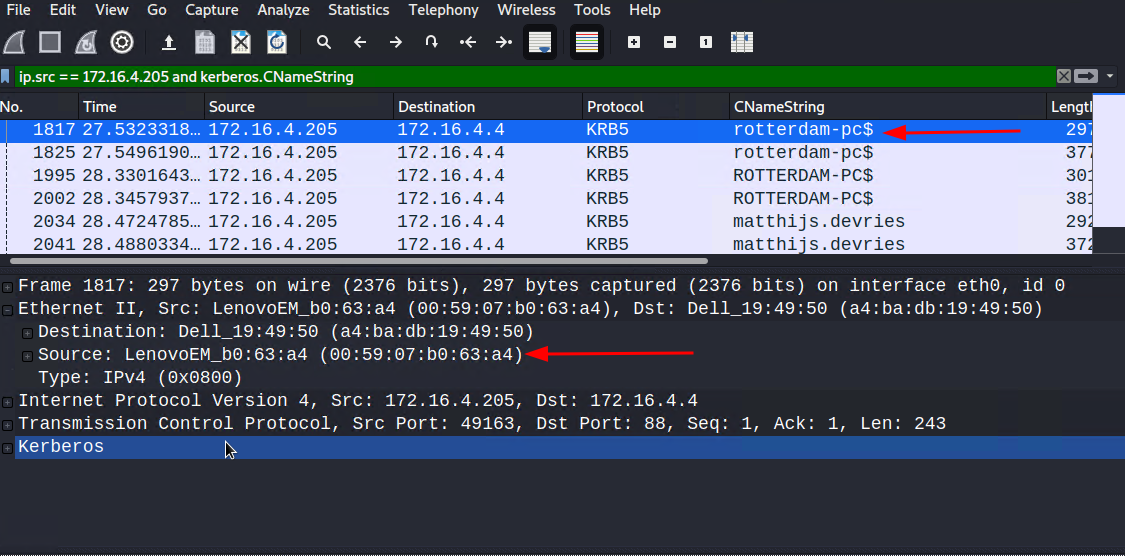 File Edit View Go Capture Analyze Statistics Telephony Wireless Tools Help
ip.src == 172.16.4.205 and kerberos.CNameString
No. Time Source Destination Protocol CNameString Length
1817 27.5323318… 172.16.4.205 172.16.4.4 KRB5 rotterdam-pc$ 297
1825 27.5496190… 172.16.4.205 172.16.4.4 KRB5 rotterdam-pc$ 377
1995 28.3301643… 172.16.4.205 172.16.4.4 KRB5 ROTTERDAM-PC$ 301
2002 28.3457937… 172.16.4.205 172.16.4.4 KRB5 ROTTERDAM-PC$ 381
2034 28.4724785… 172.16.4.205 172.16.4.4 KRB5 matthijs.devries 292
2041 28.4880334… 172.16.4.205 172.16.4.4 KRB5 matthijs.devries 372
Frame 1817: 297 bytes on wire (2376 bits), 297 bytes captured (2376 bits) on interface eth0, id 0
Ethernet II, Src: LenovoEM_b0:63:a4 (00:59:07:b0:63:a4), Dst: Dell_19:49:50 (a4:ba:db:19:49:50)
Destination: Dell_19:49:50 (a4:ba:db:19:49:50)
Source: LenovoEM_b0:63:a4 (00:59:07:b0:63:a4)
Type: IPv4 (0x0800)
Internet Protocol Version 4, Src: 172.16.4.205, Dst: 172.16.4.4
Transmission Control Protocol, Src Port: 49163, Dst Port: 88, Seq: 1, Ack: 1, Len: 243
Kerberos